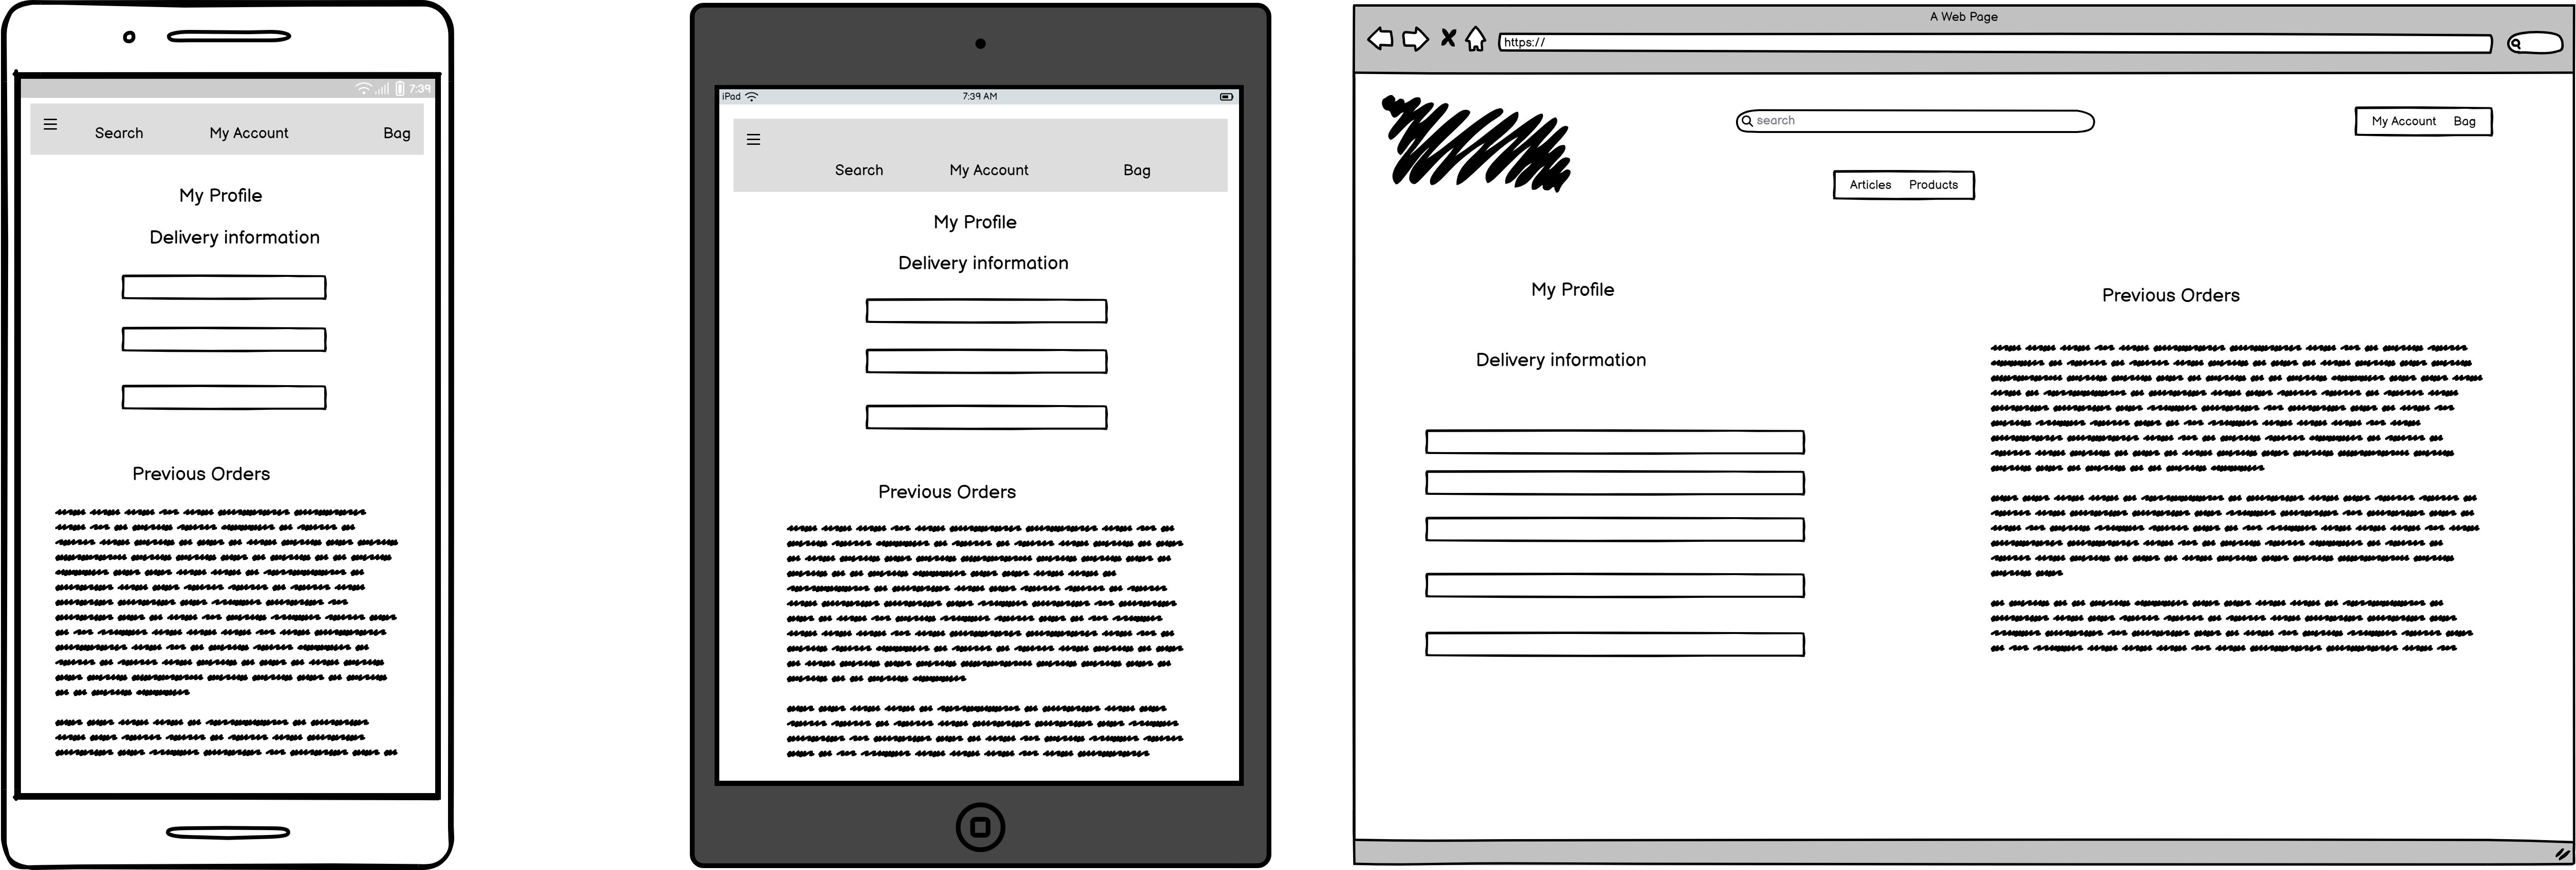 7:39
Search My Account Bag
My Profile
Delivery information
Previous Orders
iPad 7:39 AM
Search My Account Bag
My Profile
Delivery information
Previous Orders
A Web Page
https://
search
My Account Bag
Articles Products
My Profile
Previous Orders
Delivery information